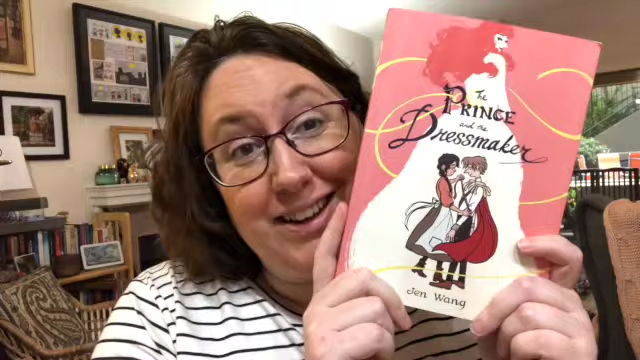 The
PRINCE
and the
Dressmaker
Jen Wang